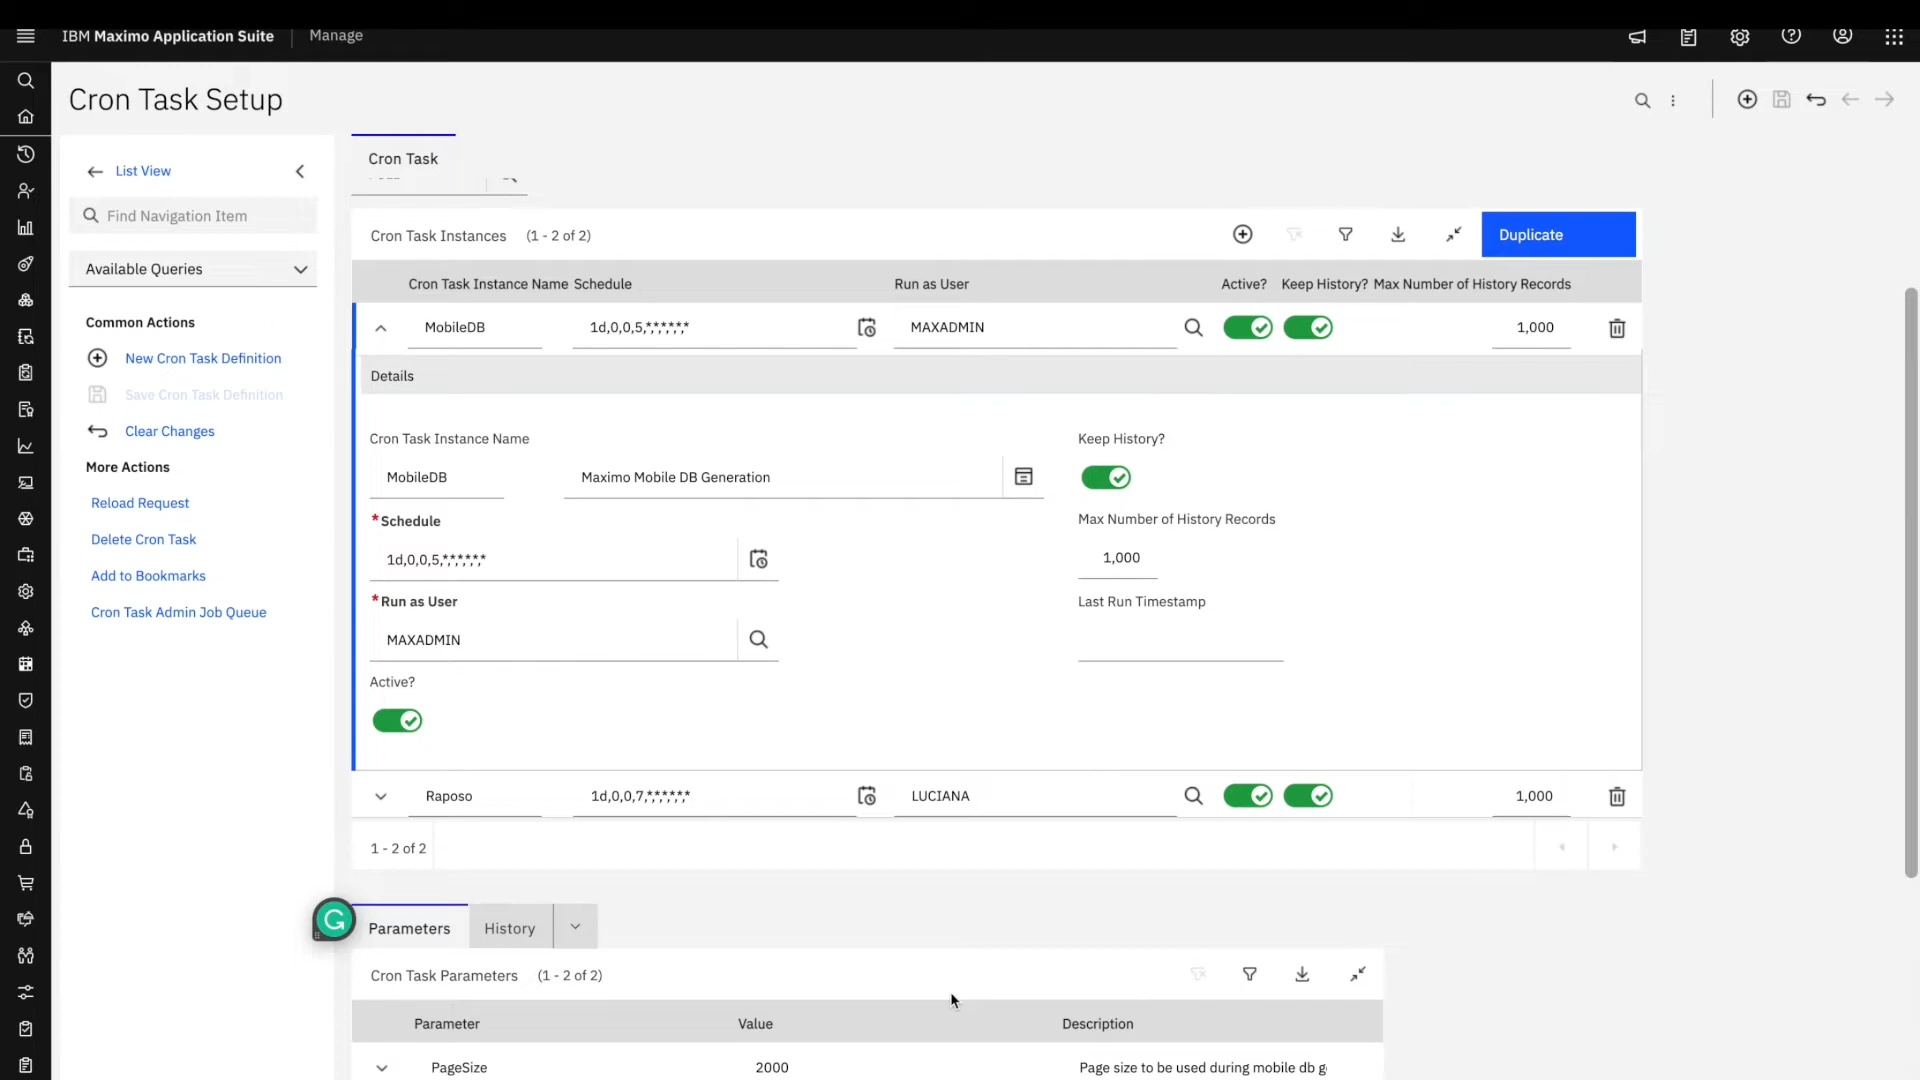 IBM Maximo Application Suite
Manage
Cron Task Setup
List View
Find Navigation Item
Available Queries
Common Actions
New Cron Task Definition
Save Cron Task Definition
Clear Changes
More Actions
Reload Request
Delete Cron Task
Add to Bookmarks
Cron Task Admin Job Queue
Cron Task
Cron Task Instances (1 - 2 of 2)
Duplicate
Cron Task Instance Name Schedule Run as User Active? Keep History? Max Number of History Records
MobileDB 1d,0,0,5,*,*,*,*,*,* MAXADMIN 1,000
Details
Cron Task Instance Name
MobileDB Maximo Mobile DB Generation
*Schedule
1d,0,0,5,*,*,*,*,*,*
*Run as User
MAXADMIN
Active?
Keep History?
Max Number of History Records
1,000
Last Run Timestamp
Raposo 1d,0,0,7,*,*,*,*,*,* LUCIANA 1,000
1 - 2 of 2
Parameters
History
Cron Task Parameters (1 - 2 of 2)
Parameter Value Description
PageSize 2000 Page size to be used during mobile db g